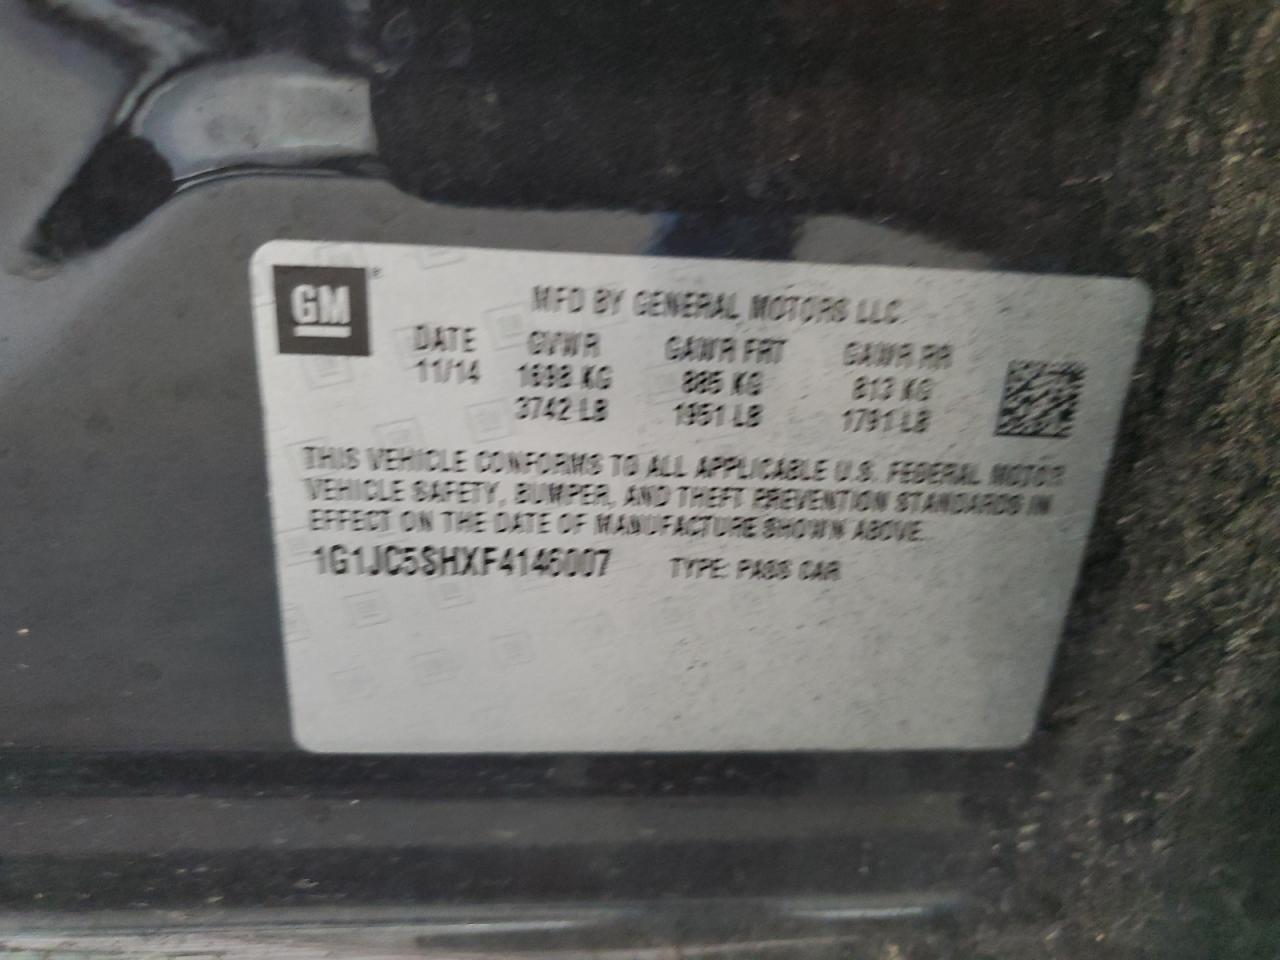 GM
MFD BY GENERAL MOTORS LLC
DATE GVWR GAWR FRT GAWR RR
11/14 1698 KG 885 KG 813 KG
3742 LB 1951 LB 1791 LB
THIS VEHICLE CONFORMS TO ALL APPLICABLE U.S. FEDERAL MOTOR
VEHICLE SAFETY, BUMPER, AND THEFT PREVENTION STANDARDS IN
EFFECT ON THE DATE OF MANUFACTURE SHOWN ABOVE.
1G1JC5SHXF4146007 TYPE: PASS CAR